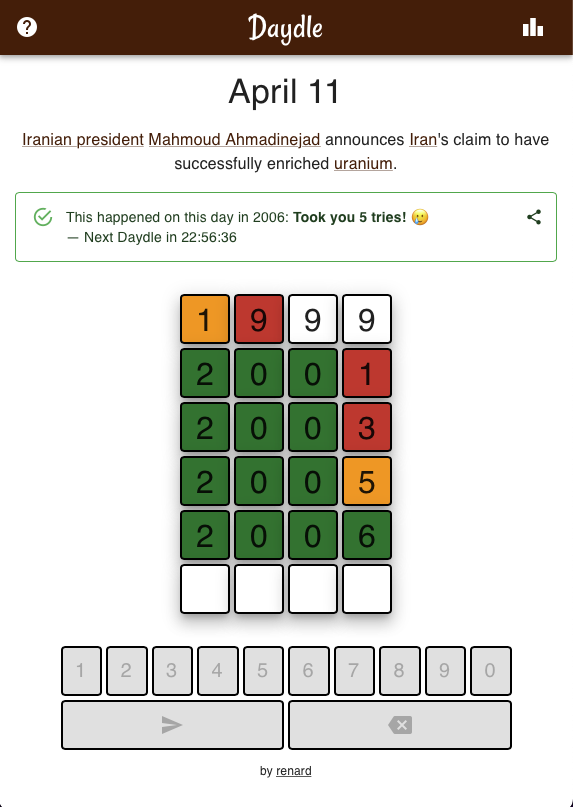 ?
Daydle
April 11
Iranian president Mahmoud Ahmadinejad announces Iran's claim to have
successfully enriched uranium.
This happened on this day in 2006: Took you 5 tries! 🥲
— Next Daydle in 22:56:36
1 9 9 9
2 0 0 1
2 0 0 3
2 0 0 5
2 0 0 6
1 2 3 4 5 6 7 8 9 0
by renard